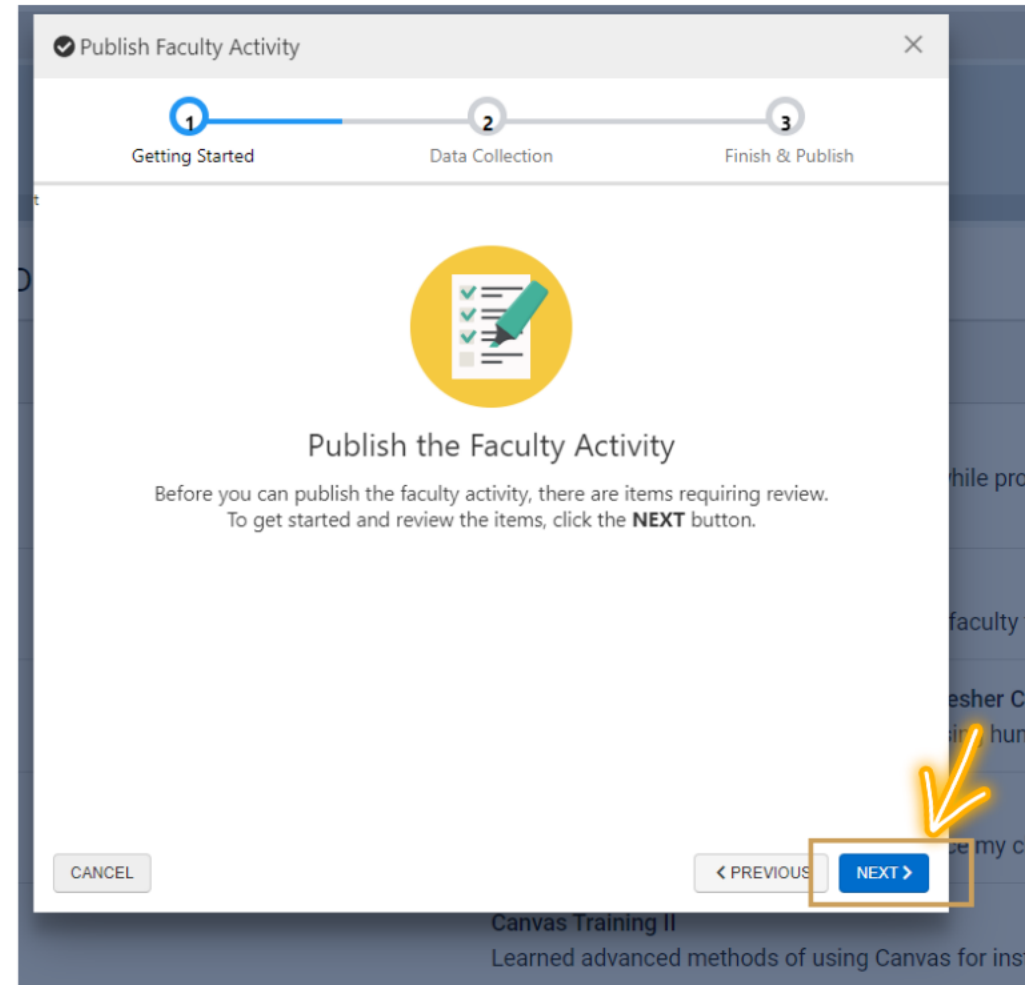 Publish Faculty Activity
1
2
3
Getting Started
Data Collection
Finish & Publish
t
Publish the Faculty Activity
Before you can publish the faculty activity, there are items requiring review.
To get started and review the items, click the NEXT button.
faculty
my
CANCEL
PREVIOUS
NEXT
Canvas Training II
Learned advanced methods of using Canvas for